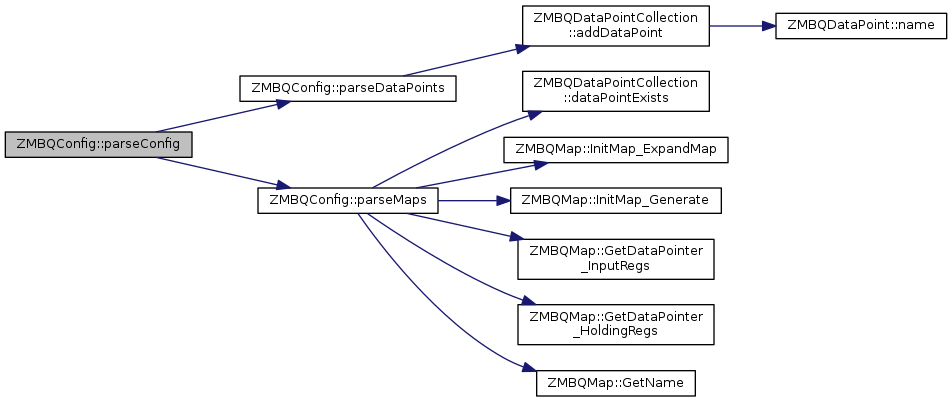 ZMBQConfig::parseConfig
ZMBQConfig::parseDataPoints
ZMBQDataPointCollection
::addDataPoint
ZMBQDataPoint::name
ZMBQConfig::parseMaps
ZMBQDataPointCollection
::dataPointExists
ZMBQMap::InitMap_ExpandMap
ZMBQMap::InitMap_Generate
ZMBQMap::GetDataPointer
_InputRegs
ZMBQMap::GetDataPointer
_HoldingRegs
ZMBQMap::GetName